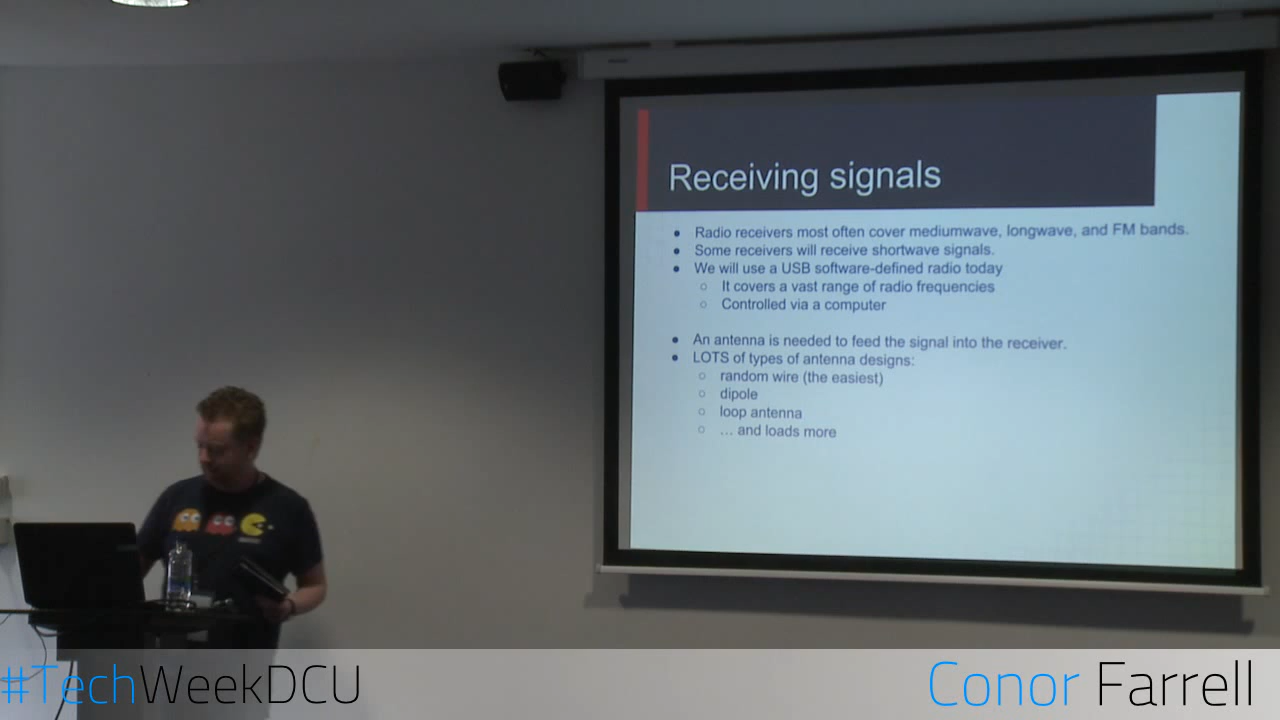 Receiving signals
Radio receivers most often cover mediumwave, longwave, and FM bands.
Some receivers will receive shortwave signals.
We will use a USB software-defined radio today
It covers a vast range of radio frequencies
Controlled via a computer
An antenna is needed to feed the signal into the receiver.
LOTS of types of antenna designs:
random wire (the easiest)
dipole
loop antenna
... and loads more
#TechWeekDCU
Conor Farrell